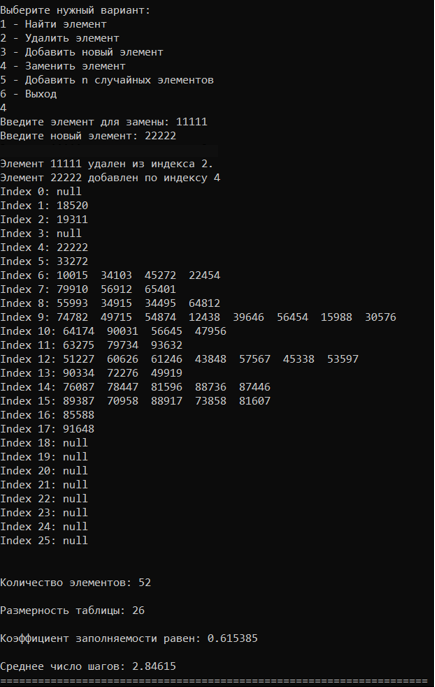 Выберите нужный вариант:
1 - Найти элемент
2 - Удалить элемент
3 - Добавить новый элемент
4 - Заменить элемент
5 - Добавить n случайных элементов
6 - Выход
4
Введите элемент для замены: 11111
Введите новый элемент: 22222
Элемент 11111 удален из индекса 2.
Элемент 22222 добавлен по индексу 4
Index 0: null
Index 1: 18520
Index 2: 19311
Index 3: null
Index 4: 22222
Index 5: 33272
Index 6: 10015 34103 45272 22454
Index 7: 79910 56912 65401
Index 8: 55993 34915 34495 64812
Index 9: 74782 49715 54874 12438 39646 56454 15988 30576
Index 10: 64174 90031 56645 47956
Index 11: 63275 79734 93632
Index 12: 51227 60626 61246 43848 57567 45338 53597
Index 13: 90334 72276 49919
Index 14: 76087 78447 81596 88736 87446
Index 15: 89387 70958 88917 73858 81607
Index 16: 85588
Index 17: 91648
Index 18: null
Index 19: null
Index 20: null
Index 21: null
Index 22: null
Index 23: null
Index 24: null
Index 25: null
Количество элементов: 52
Размерность таблицы: 26
Коэффициент заполняемости равен: 0.615385
Среднее число шагов: 2.84615
====================================================================